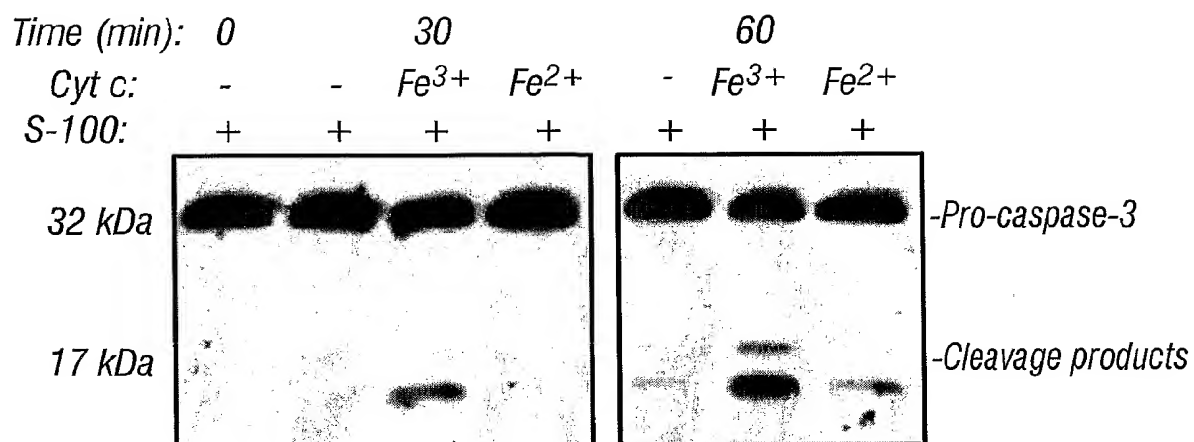 Time (min): 0 30 60
Cyt c: - - Fe3+ Fe2+ - Fe3+ Fe2+
S-100: + + + + + + +
32 kDa -Pro-caspase-3
17 kDa -Cleavage products